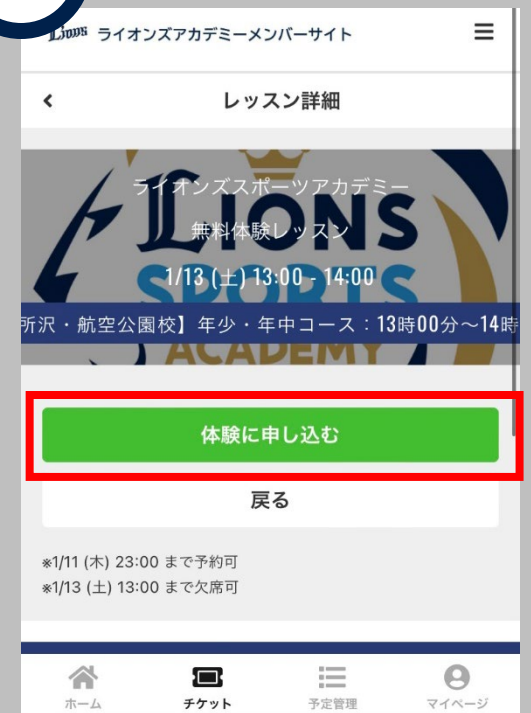 Lions ライオンズアカデミーメンバーサイト
レッスン詳細
LIONS
SPORTS
ACADEMY
ライオンズスポーツアカデミー
無料体験レッスン
1/13 (土) 13:00 - 14:00
所沢・航空公園校】年少・年中コース：13時00分～14時
体験に申し込む
戻る
※1/11 (木) 23:00 まで予約可
※1/13 (土) 13:00 まで欠席可
ホーム チケット 予定管理 マイページ